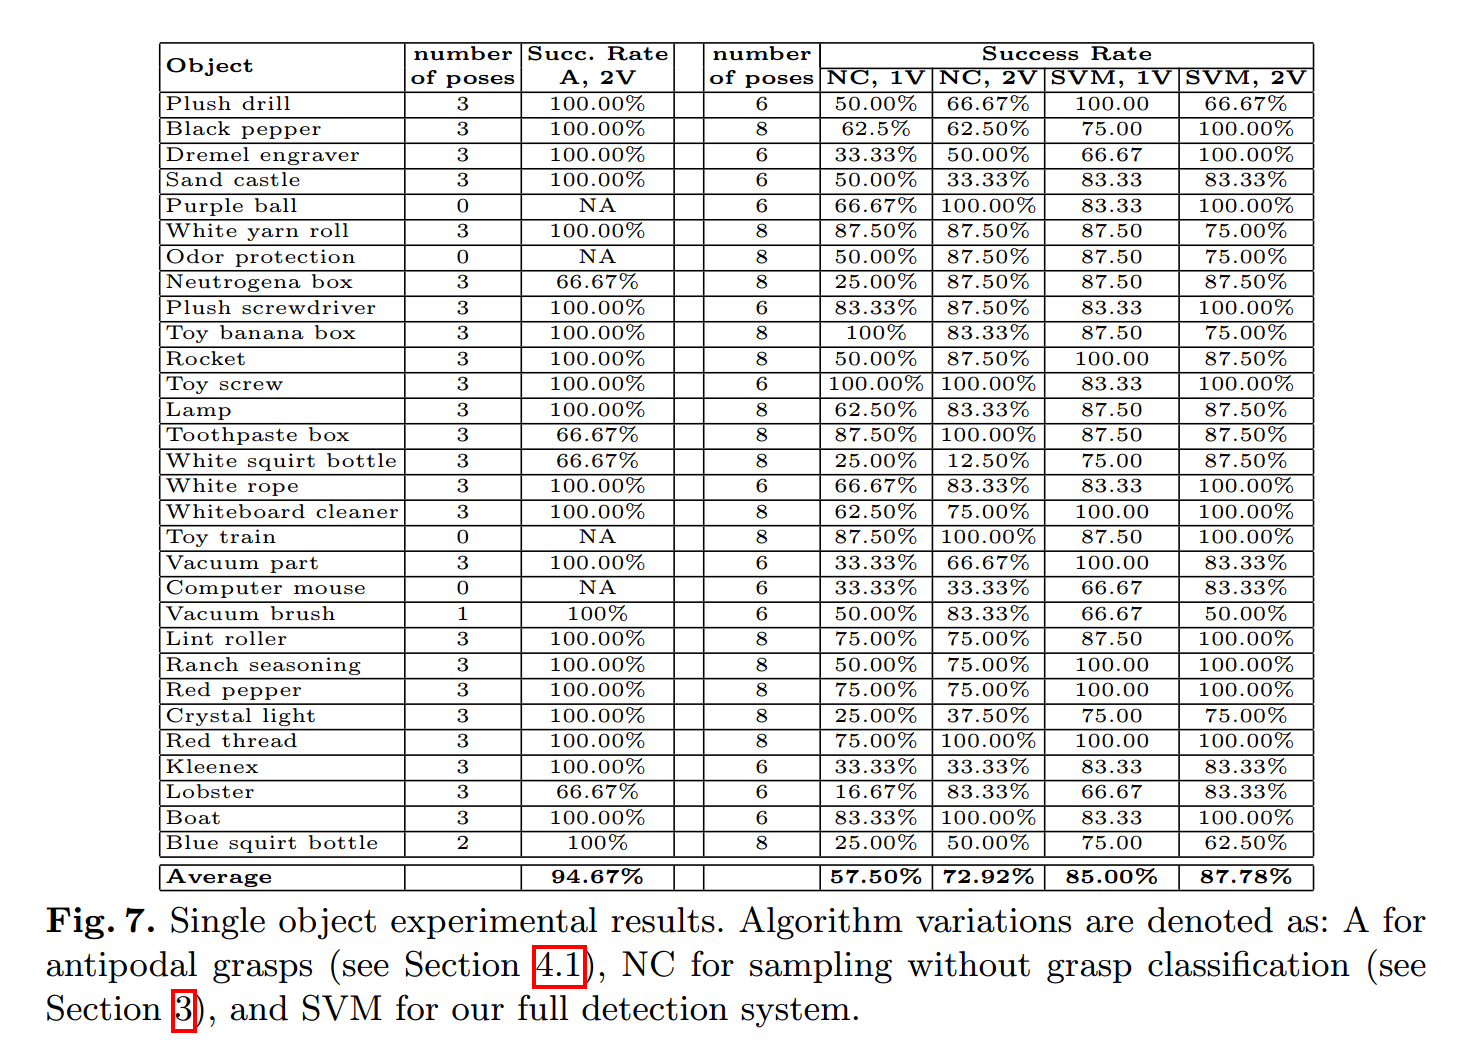 Object number of poses Succ. Rate A, 2V number of poses Success Rate
NC, 1V NC, 2V SVM, 1V SVM, 2V
Plush drill 3 100.00% 6 50.00% 66.67% 100.00 66.67%
Black pepper 3 100.00% 8 62.5% 62.50% 75.00 100.00%
Dremel engraver 3 100.00% 6 33.33% 50.00% 66.67 100.00%
Sand castle 3 100.00% 6 50.00% 33.33% 83.33 83.33%
Purple ball 0 NA 6 66.67% 100.00% 83.33 100.00%
White yarn roll 3 100.00% 8 87.50% 87.50% 87.50 75.00%
Odor protection 0 NA 8 50.00% 87.50% 87.50 75.00%
Neutrogena box 3 66.67% 8 25.00% 87.50% 87.50 87.50%
Plush screwdriver 3 100.00% 6 83.33% 87.50% 83.33 100.00%
Toy banana box 3 100.00% 8 100% 83.33% 87.50 75.00%
Rocket 3 100.00% 8 50.00% 87.50% 100.00 87.50%
Toy screw 3 100.00% 6 100.00% 100.00% 83.33 100.00%
Lamp 3 100.00% 8 62.50% 83.33% 87.50 87.50%
Toothpaste box 3 66.67% 8 87.50% 100.00% 87.50 87.50%
White squirt bottle 3 66.67% 8 25.00% 12.50% 75.00 87.50%
White rope 3 100.00% 6 66.67% 83.33% 83.33 100.00%
Whiteboard cleaner 3 100.00% 8 62.50% 75.00% 100.00 100.00%
Toy train 0 NA 8 87.50% 100.00% 87.50 100.00%
Vacuum part 3 100.00% 6 33.33% 66.67% 100.00 83.33%
Computer mouse 0 NA 6 33.33% 33.33% 66.67 83.33%
Vacuum brush 1 100% 6 50.00% 83.33% 66.67 50.00%
Lint roller 3 100.00% 8 75.00% 75.00% 87.50 100.00%
Ranch seasoning 3 100.00% 8 50.00% 75.00% 100.00 100.00%
Red pepper 3 100.00% 8 75.00% 75.00% 100.00 100.00%
Crystal light 3 100.00% 8 25.00% 37.50% 75.00 75.00%
Red thread 3 100.00% 8 75.00% 100.00% 100.00 100.00%
Kleenex 3 100.00% 6 33.33% 33.33% 83.33 83.33%
Lobster 3 66.67% 6 16.67% 83.33% 66.67 83.33%
Boat 3 100.00% 6 83.33% 100.00% 83.33 100.00%
Blue squirt bottle 2 100% 8 25.00% 50.00% 75.00 62.50%
Average 94.67% 57.50% 72.92% 85.00% 87.78%
Fig. 7. Single object experimental results. Algorithm variations are denoted as: A for
antipodal grasps (see Section 4.1), NC for sampling without grasp classification (see
Section 3), and SVM for our full detection system.